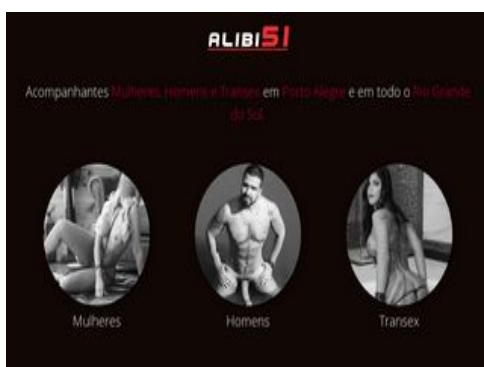 ALIBI51
Acompanhantes Mulheres, Homens e Transex em Porto Alegre e em todo o Rio Grande
do Sul.
Mulheres
Homens
Transex